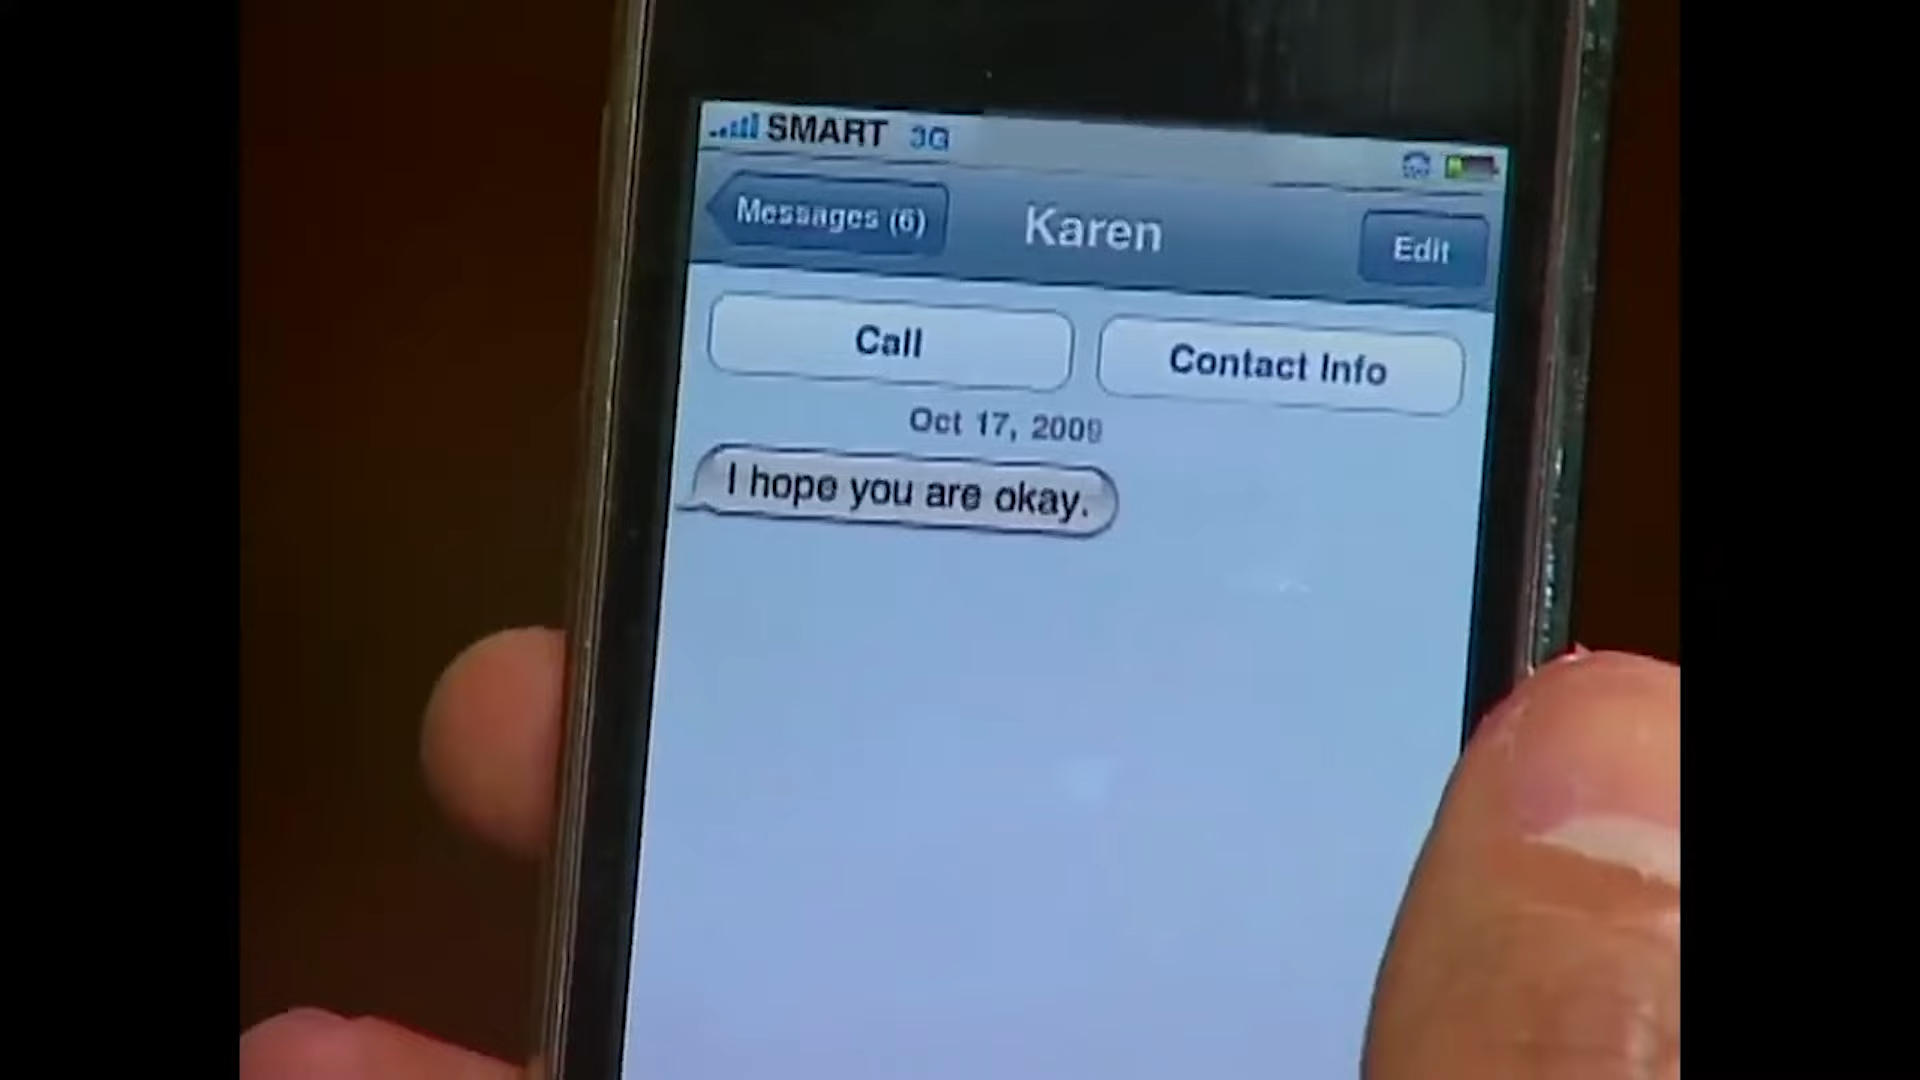 SMART 3G
Messages (6) Karen Edit
Call Contact Info
Oct 17, 2009
I hope you are okay.